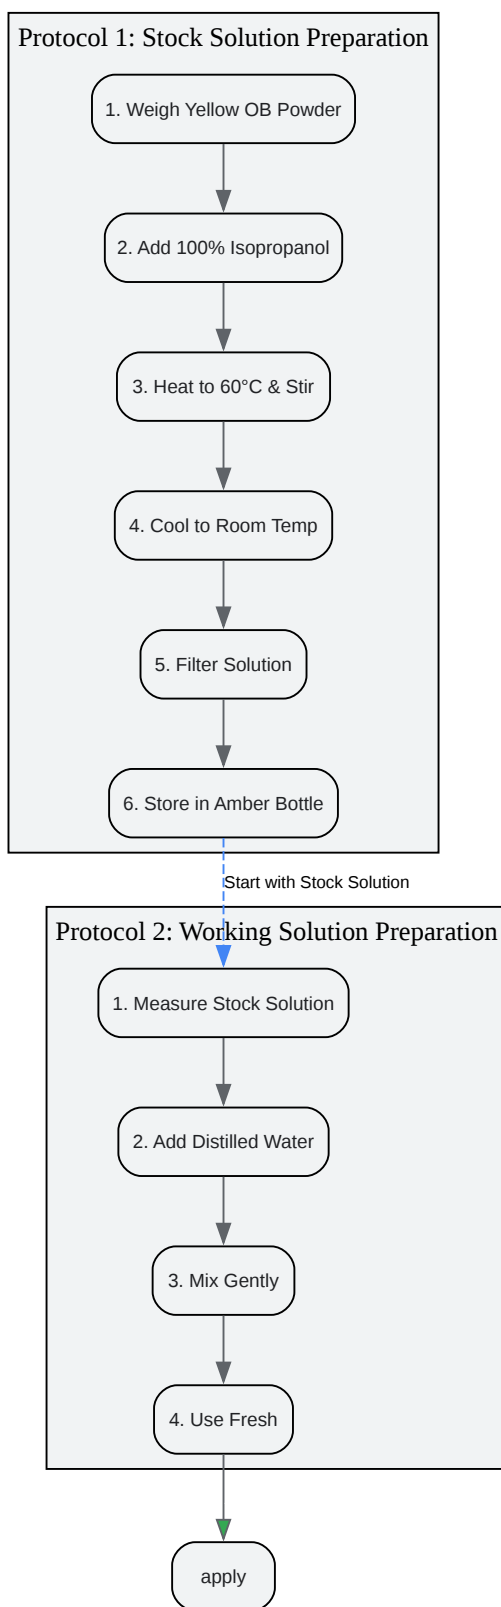 Protocol 1: Stock Solution Preparation
1. Weigh Yellow OB Powder
2. Add 100% Isopropanol
3. Heat to 60°C & Stir
4. Cool to Room Temp
5. Filter Solution
6. Store in Amber Bottle
Start with Stock Solution
Protocol 2: Working Solution Preparation
1. Measure Stock Solution
2. Add Distilled Water
3. Mix Gently
4. Use Fresh
apply